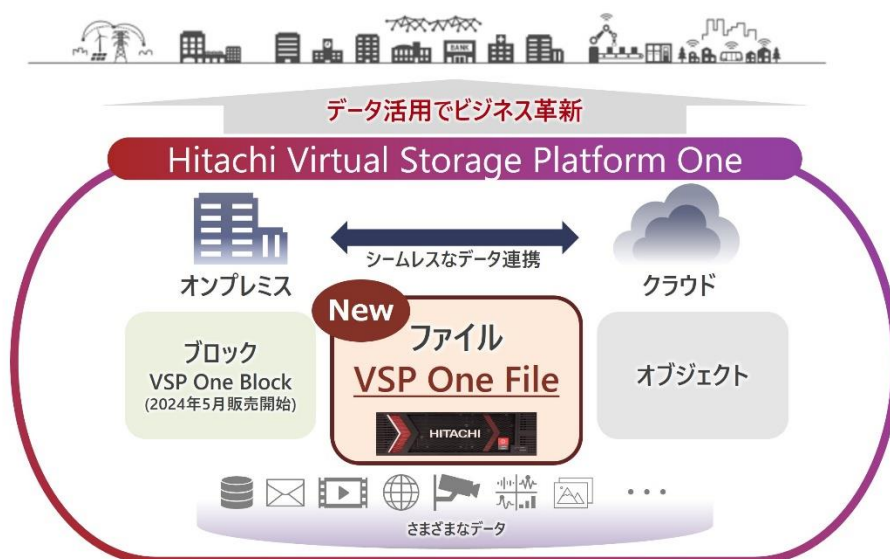 BANK
データ活用でビジネス革新
Hitachi Virtual Storage Platform One
オンプレミス
シームレスなデータ連携
クラウド
ブロック
VSP One Block
(2024年5月販売開始)
New
ファイル
VSP One File
HITACHI
オブジェクト
さまざまなデータ